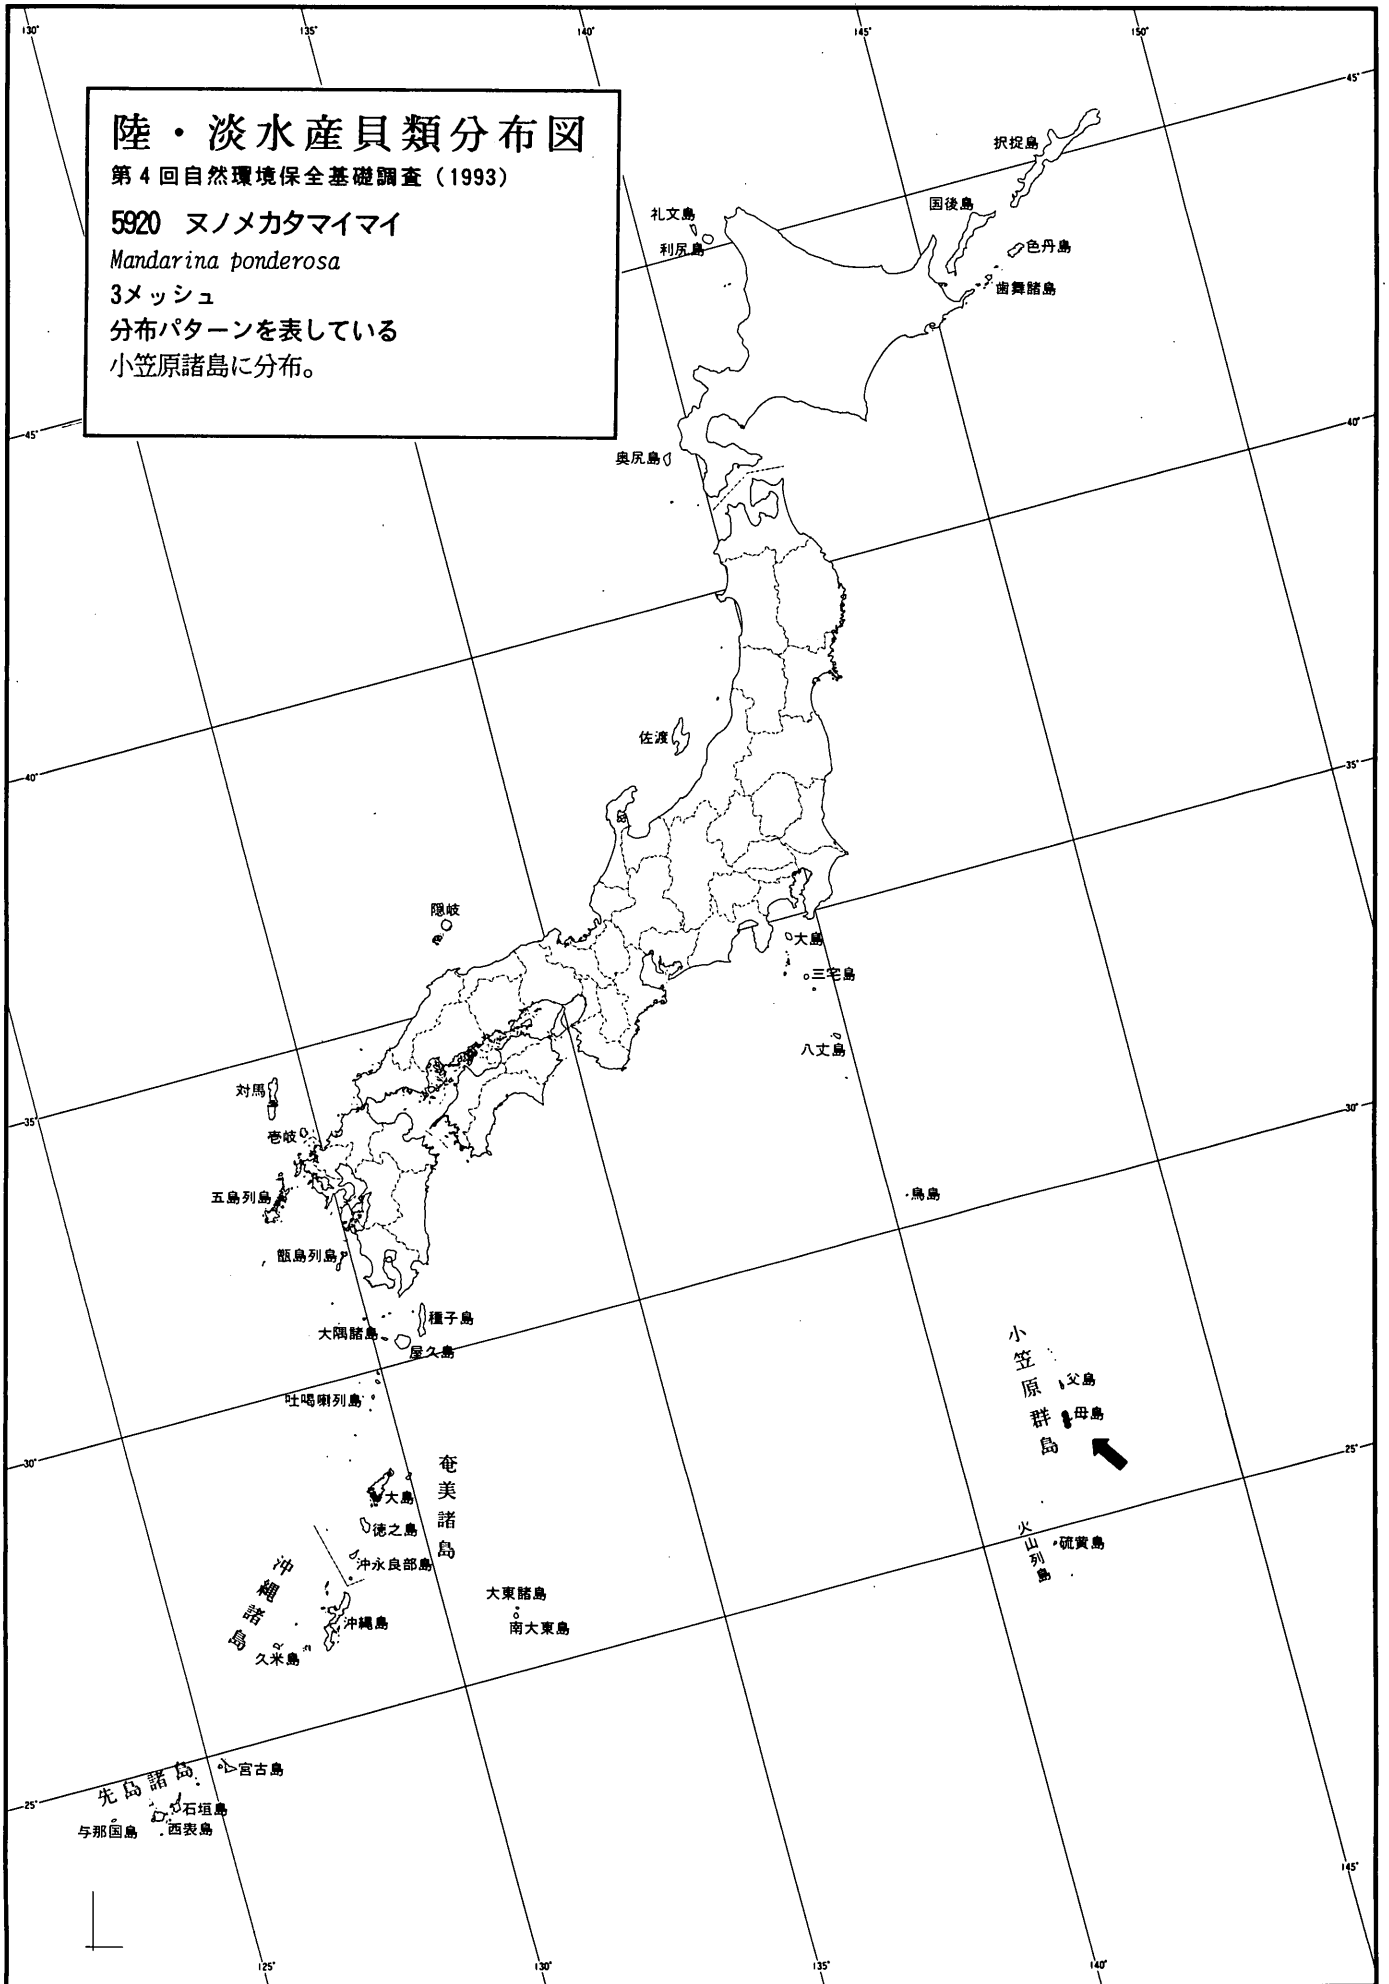 130°
135°
140°
145°
150°
45°
陸・淡水産貝類分布図
第4回自然環境保全基礎調査(1993)
5920 ヌノメカタマイマイ
Mandarina ponderosa
3メッシュ
分布パターンを表している
小笠原諸島に分布。
択捉島
国後島
礼文島
利尻島
色丹島
歯舞諸島
40°
45°
奥尻島
佐渡
35°
40°
隠岐
大島
三宅島
八丈島
対馬
壱岐
30°
35°
五島列島
鳥島
甑島列島
種子島
大隅諸島
屋久島
吐噶喇列島
小笠原群島
父島
母島
25°
30°
奄美諸島
大島
徳之島
沖永良部島
火山列島
硫黄島
沖縄諸島
沖縄島
久米島
大東諸島
南大東島
先島諸島
宮古島
石垣島
西表島
与那国島
25°
145°
125°
130°
135°
140°